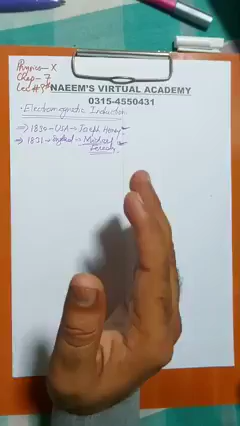 Physics - X
Chap - 7
Lec # 3
NAEEM'S VIRTUAL ACADEMY
0315-4550431
Electromagnetic Induction
⇒ 1830 - USA → Joseph Henry
⇒ 1831 → England → Michael
Faraday